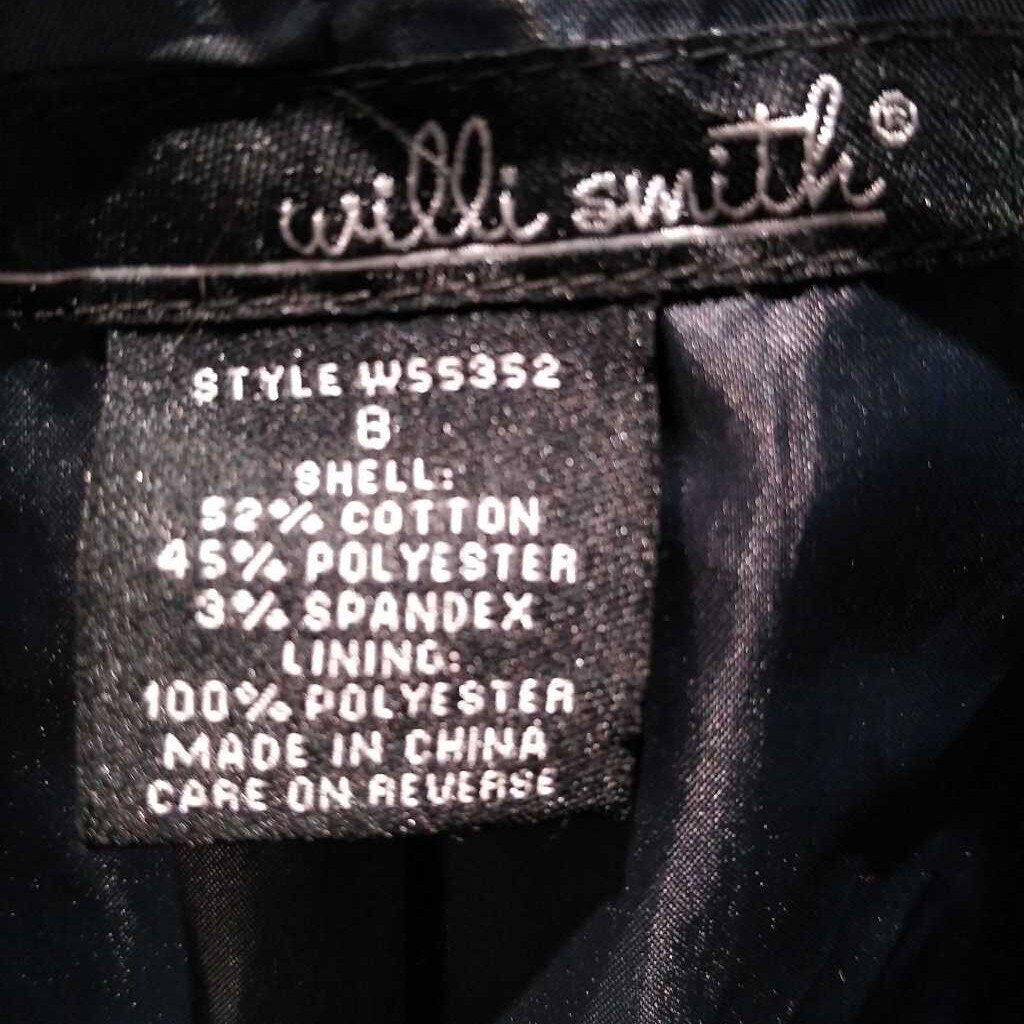 willi smith®
STYLE WS5352
8
SHELL:
52% COTTON
45% POLYESTER
3% SPANDEX
LINING:
100% POLYESTER
MADE IN CHINA
CARE ON REVERSE